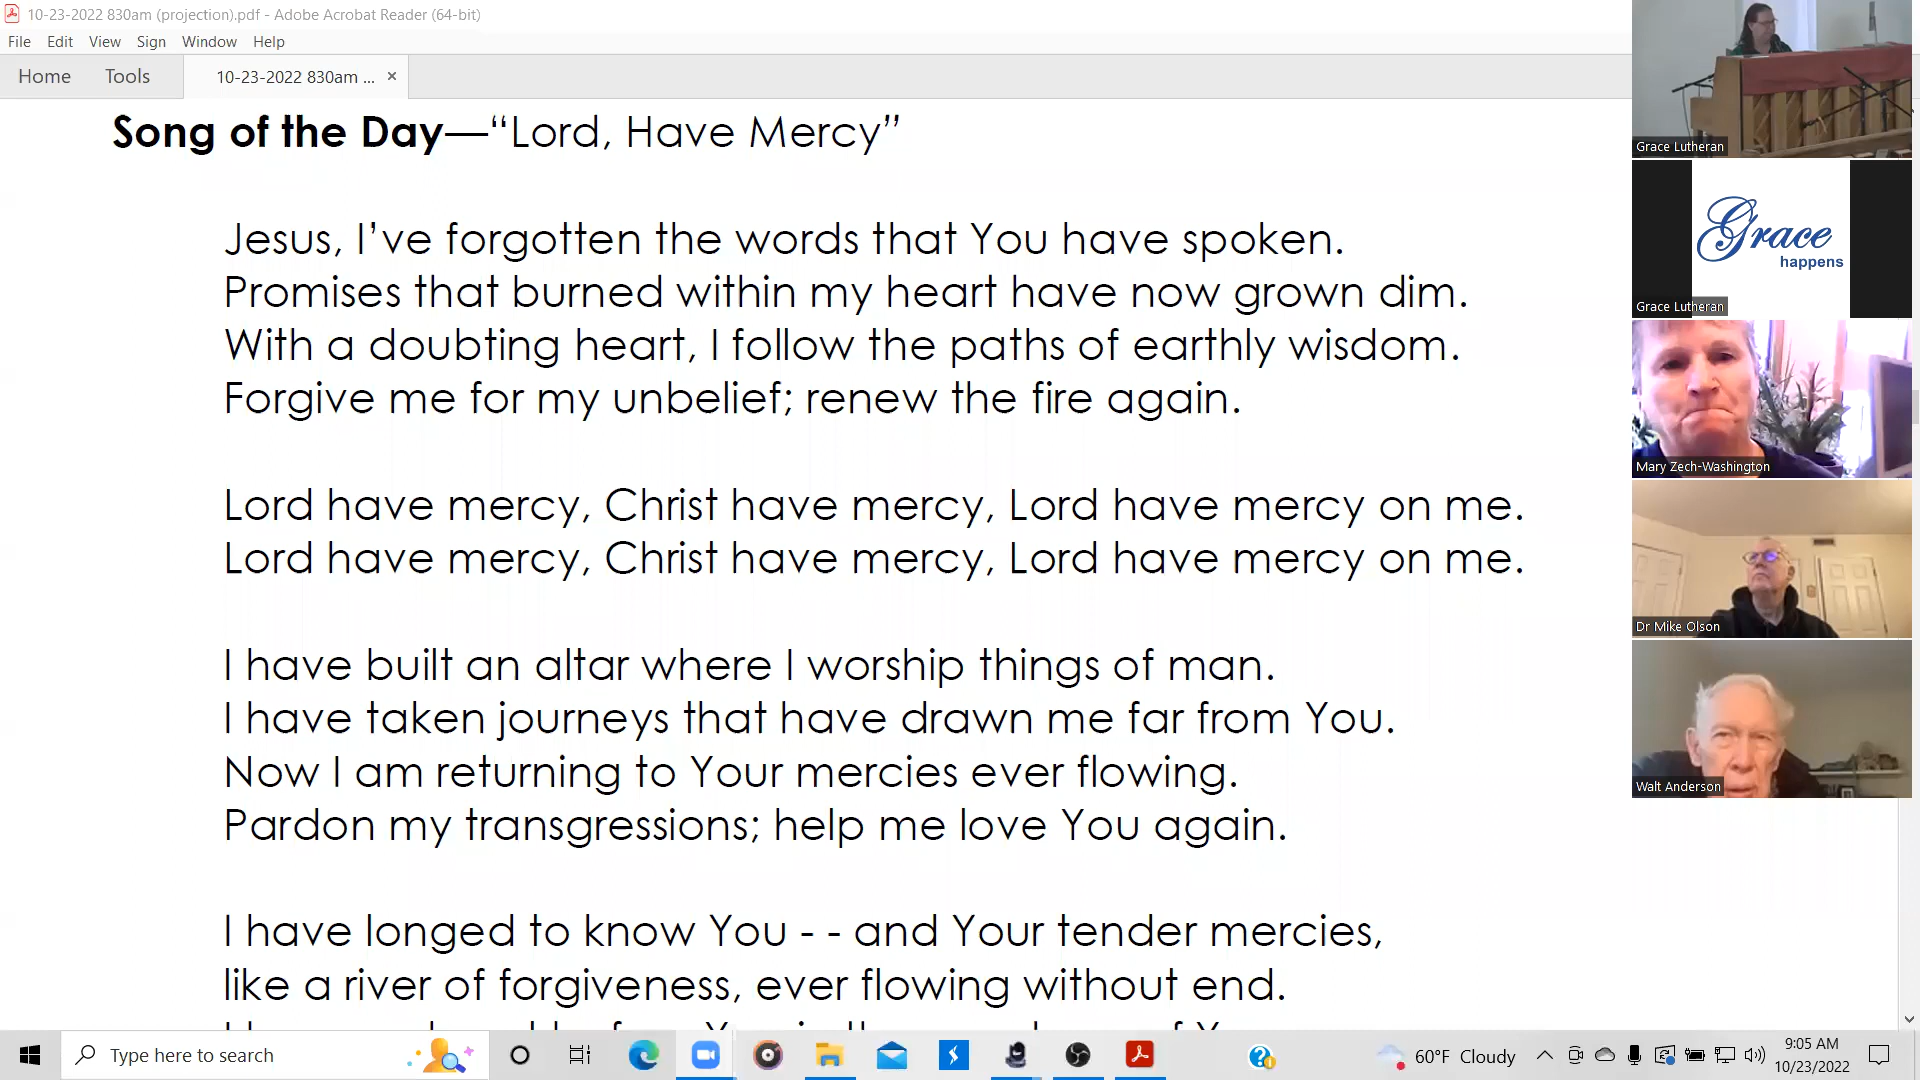 10-23-2022 830am (projection).pdf - Adobe Acrobat Reader (64-bit)
File Edit View Sign Window Help
Home Tools 10-23-2022 830am ... ×
Song of the Day—“Lord, Have Mercy”
Jesus, I’ve forgotten the words that You have spoken.
Promises that burned within my heart have now grown dim.
With a doubting heart, I follow the paths of earthly wisdom.
Forgive me for my unbelief; renew the fire again.
Lord have mercy, Christ have mercy, Lord have mercy on me.
Lord have mercy, Christ have mercy, Lord have mercy on me.
I have built an altar where I worship things of man.
I have taken journeys that have drawn me far from You.
Now I am returning to Your mercies ever flowing.
Pardon my transgressions; help me love You again.
I have longed to know You - - and Your tender mercies,
like a river of forgiveness, ever flowing without end.
Grace Lutheran
Grace
happens
Grace Lutheran
Mary Zech-Washington
Dr Mike Olson
Walt Anderson
Type here to search
60°F Cloudy
9:05 AM
10/23/2022